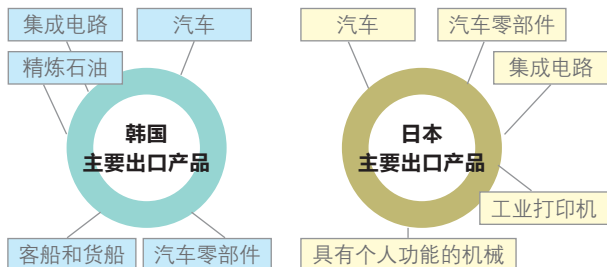 集成电路
汽车
精炼石油
韩国
主要出口产品
客船和货船
汽车零部件
汽车
汽车零部件
集成电路
日本
主要出口产品
工业打印机
具有个人功能的机械